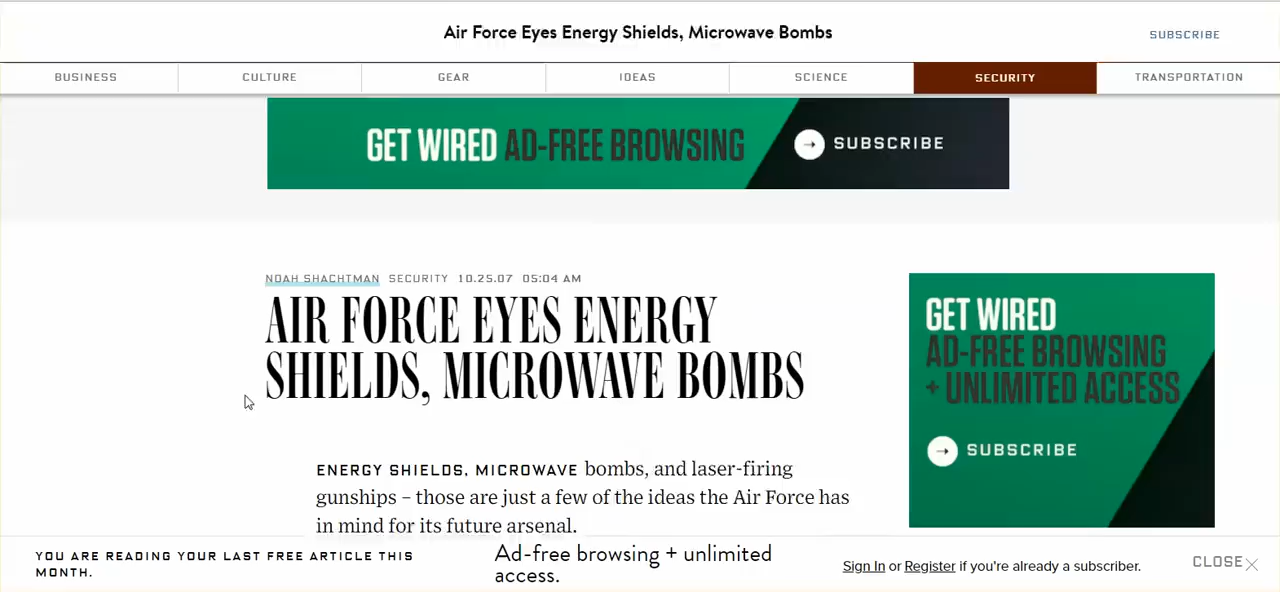 Air Force Eyes Energy Shields, Microwave Bombs
SUBSCRIBE
BUSINESS
CULTURE
GEAR
IDEAS
SCIENCE
SECURITY
TRANSPORTATION
GET WIRED AD-FREE BROWSING
SUBSCRIBE
NOAH SHACHTMAN SECURITY 10.25.07 05:04 AM
AIR FORCE EYES ENERGY
SHIELDS, MICROWAVE BOMBS
ENERGY SHIELDS, MICROWAVE bombs, and laser-firing
gunships – those are just a few of the ideas the Air Force has
in mind for its future arsenal.
GET WIRED
AD-FREE BROWSING
+ UNLIMITED ACCESS
SUBSCRIBE
YOU ARE READING YOUR LAST FREE ARTICLE THIS
MONTH.
Ad-free browsing + unlimited
access.
Sign In or Register if you're already a subscriber.
CLOSE